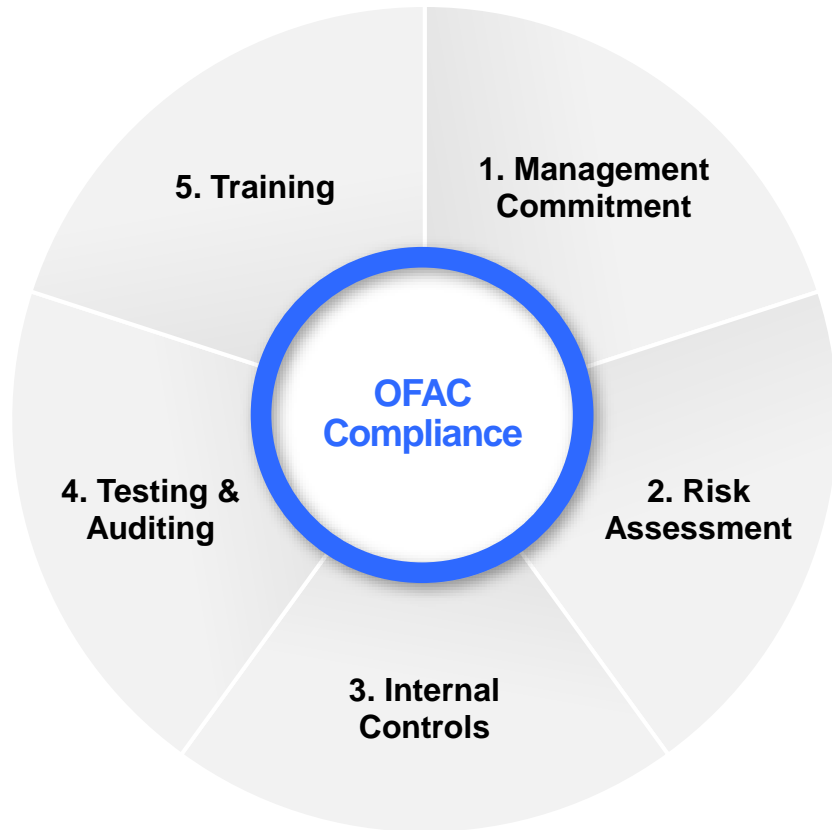 OFAC
Compliance
1. Management
Commitment
2. Risk
Assessment
3. Internal
Controls
4. Testing &
Auditing
5. Training